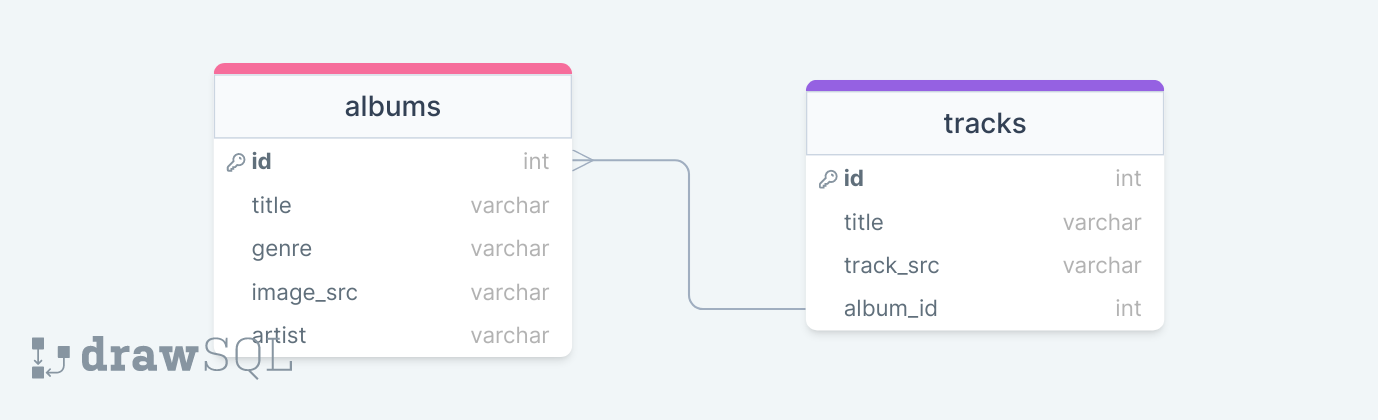 albums
id int
title varchar
genre varchar
image_src varchar
artist varchar
tracks
id int
title varchar
track_src varchar
album_id int
drawSQL